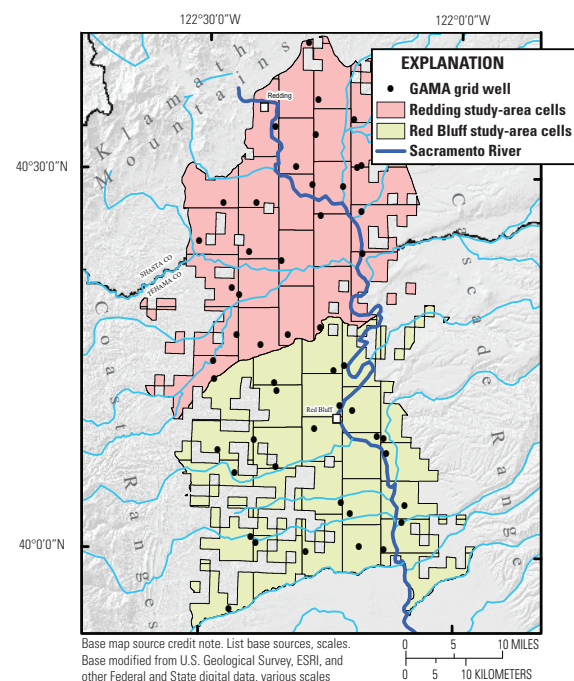 122°30'0"W
122°0'0"W
EXPLANATION
GAMA grid well
Redding study-area cells
Red Bluff study-area cells
Sacramento River
Klamath
Mountains
Redding
40°30'0"N
SHASTA CO
TEHAMA CO
Cascade
Range
Coast
Ranges
Red Bluff
40°0'0"N
Base map source credit note. List base sources, scales.
Base modified from U.S. Geological Survey, ESRI, and
other Federal and State digital data, various scales
0 5 10 MILES
0 5 10 KILOMETERS